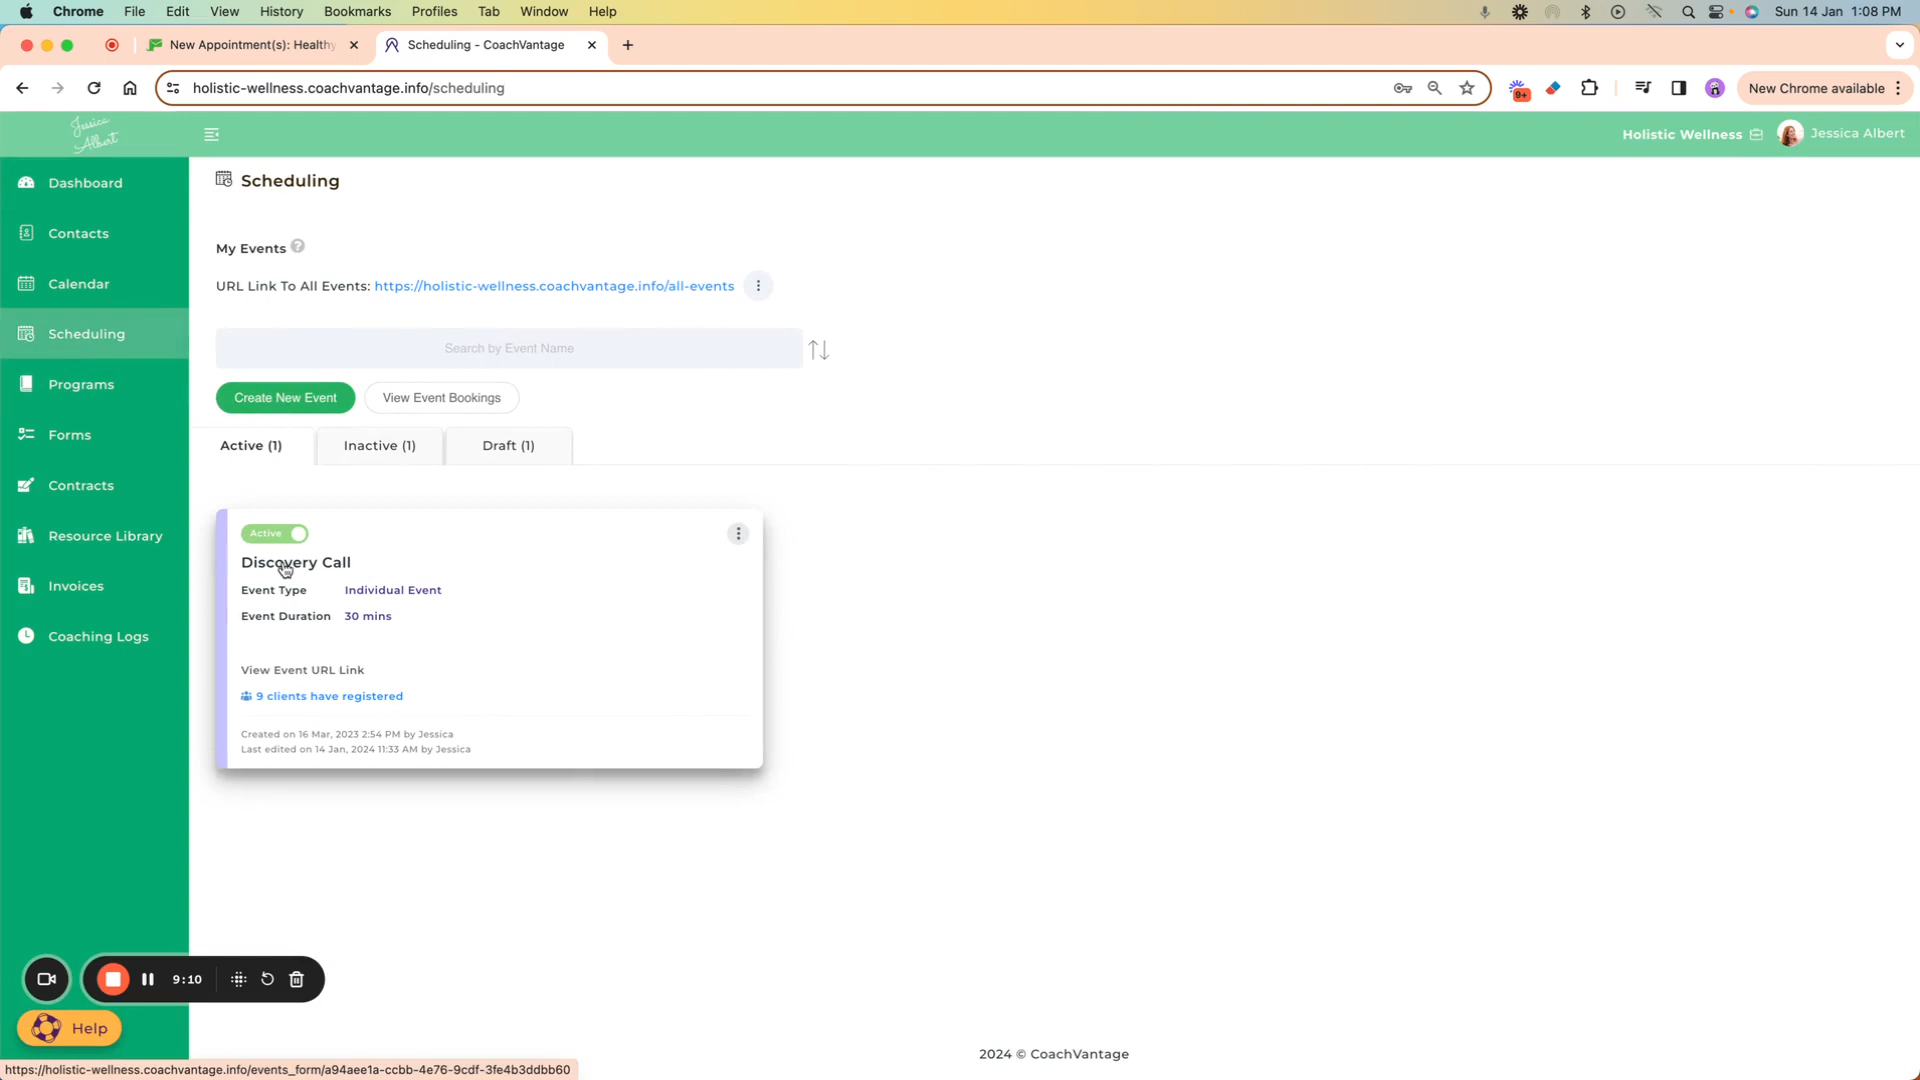 Chrome File Edit View History Bookmarks Profiles Tab Window Help Sun 14 Jan 1:08 PM
New Appointment(s): Healthy Scheduling - CoachVantage
holistic-wellness.coachvantage.info/scheduling 9+ New Chrome available
Jessica Albert
Holistic Wellness Jessica Albert
Dashboard
Contacts
Calendar
Scheduling
Programs
Forms
Contracts
Resource Library
Invoices
Coaching Logs
Scheduling
My Events ?
URL Link To All Events: https://holistic-wellness.coachvantage.info/all-events
Search by Event Name
Create New Event View Event Bookings
Active (1) Inactive (1) Draft (1)
Active
Discovery Call
Event Type Individual Event
Event Duration 30 mins
View Event URL Link
9 clients have registered
Created on 16 Mar, 2023 2:54 PM by Jessica
Last edited on 14 Jan, 2024 11:33 AM by Jessica
9:10
Help
2024 © CoachVantage
https://holistic-wellness.coachvantage.info/events_form/a94aee1a-ccbb-4e76-9cdf-3fe4b3ddbb60